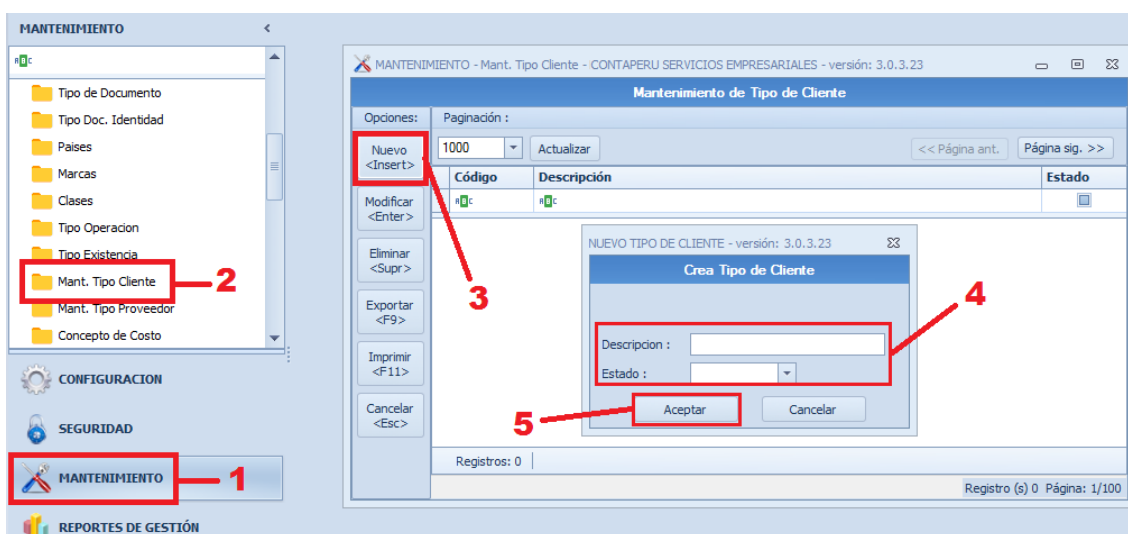 MANTENIMIENTO <
ABC
Tipo de Documento
Tipo Doc. Identidad
Paises
Marcas
Clases
Tipo Operacion
Tipo Existencia
Mant. Tipo Cliente
2
Mant. Tipo Proveedor
Concepto de Costo
CONFIGURACION
SEGURIDAD
MANTENIMIENTO
1
REPORTES DE GESTIÓN
MANTENIMIENTO - Mant. Tipo Cliente - CONTAPERU SERVICIOS EMPRESARIALES - versión: 3.0.3.23
Mantenimiento de Tipo de Cliente
Opciones:
Paginación :
Nuevo
<Insert>
1000
Actualizar
<< Página ant.
Página sig. >>
Código Descripción Estado
ABC ABC
Modificar
<Enter>
Eliminar
<Supr>
Exportar
<F9>
Imprimir
<F11>
Cancelar
<Esc>
3
NUEVO TIPO DE CLIENTE - versión: 3.0.3.23
Crea Tipo de Cliente
4
Descripcion :
Estado :
5
Aceptar
Cancelar
Registros: 0
Registro (s) 0 Página: 1/100